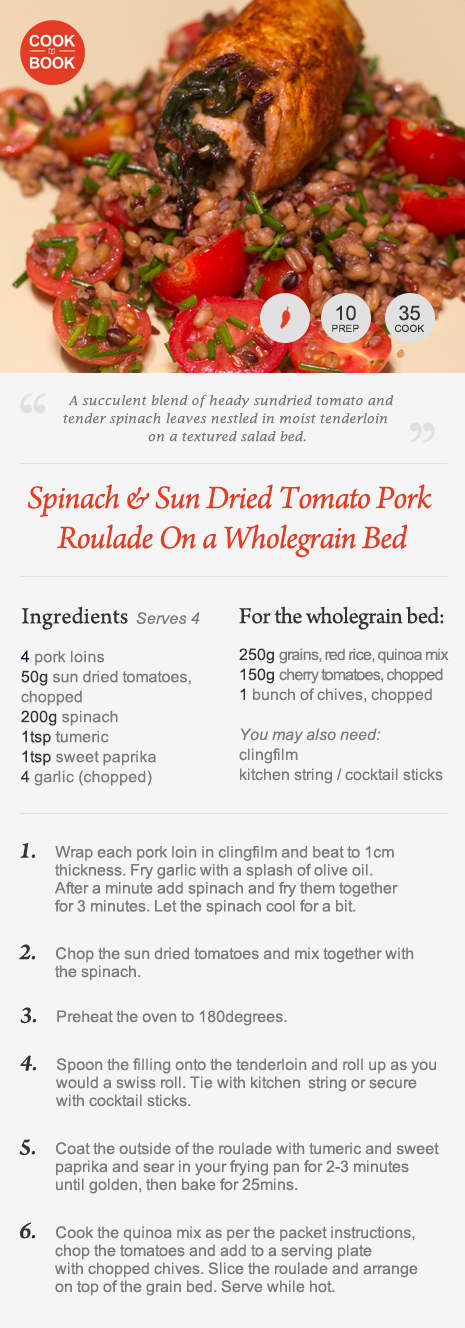 COOK
BOOK
10
PREP
35
COOK
“ A succulent blend of heady sundried tomato and
tender spinach leaves nestled in moist tenderloin
on a textured salad bed. ”
Spinach & Sun Dried Tomato Pork
Roulade On a Wholegrain Bed
Ingredients Serves 4
4 pork loins
50g sun dried tomatoes,
chopped
200g spinach
1tsp tumeric
1tsp sweet paprika
4 garlic (chopped)
For the wholegrain bed:
250g grains, red rice, quinoa mix
150g cherry tomatoes, chopped
1 bunch of chives, chopped
You may also need:
clingfilm
kitchen string / cocktail sticks
1. Wrap each pork loin in clingfilm and beat to 1cm
thickness. Fry garlic with a splash of olive oil.
After a minute add spinach and fry them together
for 3 minutes. Let the spinach cool for a bit.
2. Chop the sun dried tomatoes and mix together with
the spinach.
3. Preheat the oven to 180degrees.
4. Spoon the filling onto the tenderloin and roll up as you
would a swiss roll. Tie with kitchen string or secure
with cocktail sticks.
5. Coat the outside of the roulade with tumeric and sweet
paprika and sear in your frying pan for 2-3 minutes
until golden, then bake for 25mins.
6. Cook the quinoa mix as per the packet instructions,
chop the tomatoes and add to a serving plate
with chopped chives. Slice the roulade and arrange
on top of the grain bed. Serve while hot.